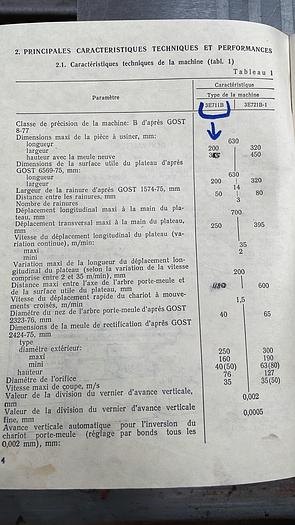 2. PRINCIPALES CARACTERISTIQUES TECHNIQUES ET PERFORMANCES
2.1. Caractéristiques techniques de la machine (tabl. 1)
Tableau 1
Paramètre
Caractéristique
Type de la machine
3E711B 3E721B-1
Classe de précision de la machine: B d'après GOST
8-77
Dimensions maxi de la pièce à usiner, mm:
longueur 630
largeur 200 320
hauteur avec la meule neuve 450
Dimensions de la surface utile du plateau d'après
GOST 6569-75, mm:
longueur 630
largeur 200 320
Largeur de la rainure d'après GOST 1574-75, mm 14
Distance entre les rainures, mm 50 80
Nombre de rainures 3
Déplacement longitudinal maxi à la main du pla-
teau, mm 700
Déplacement transversal maxi à la main du plateau,
mm 250 395
Vitesse du déplacement longitudinal du plateau (va-
riation continue), m/min:
maxi 35
mini 2
Variation maxi de la longueur du déplacement lon-
gitudinal du plateau (selon la variation de la vitesse
comprise entre 2 et 35 m/min), mm 200
Distance maxi entre l'axe de l'arbre porte-meule et
de la surface utile du plateau, mm 600
Vitesse du déplacement rapide du chariot à mouve-
ments croisés, m/min 1,5
Diamètre du nez de l'arbre porte-meule d'après GOST
2323-76, mm 40 65
Dimensions de la meule de rectification d'après GOST
2424-75, mm:
type
diamètre extérieur:
maxi 250 300
mini 160 190
hauteur 40(50) 63(80)
Diamètre de l'orifice 76 127
Vitesse maxi de coupe, m/s 35 35(50)
Valeur de la division du vernier d'avance verticale,
mm 0,002
Valeur de la division du vernier d'avance verticale
fine, mm 0,0005
Avance verticale automatique pour l'inversion du
chariot porte-meule (réglage par bonds tous les
0,002 mm), mm:
4